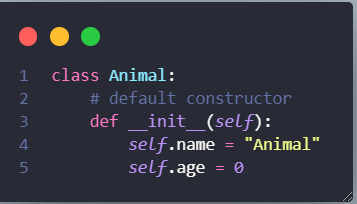 1 class Animal:
2     # default constructor
3     def __init__(self):
4         self.name = "Animal"
5         self.age = 0